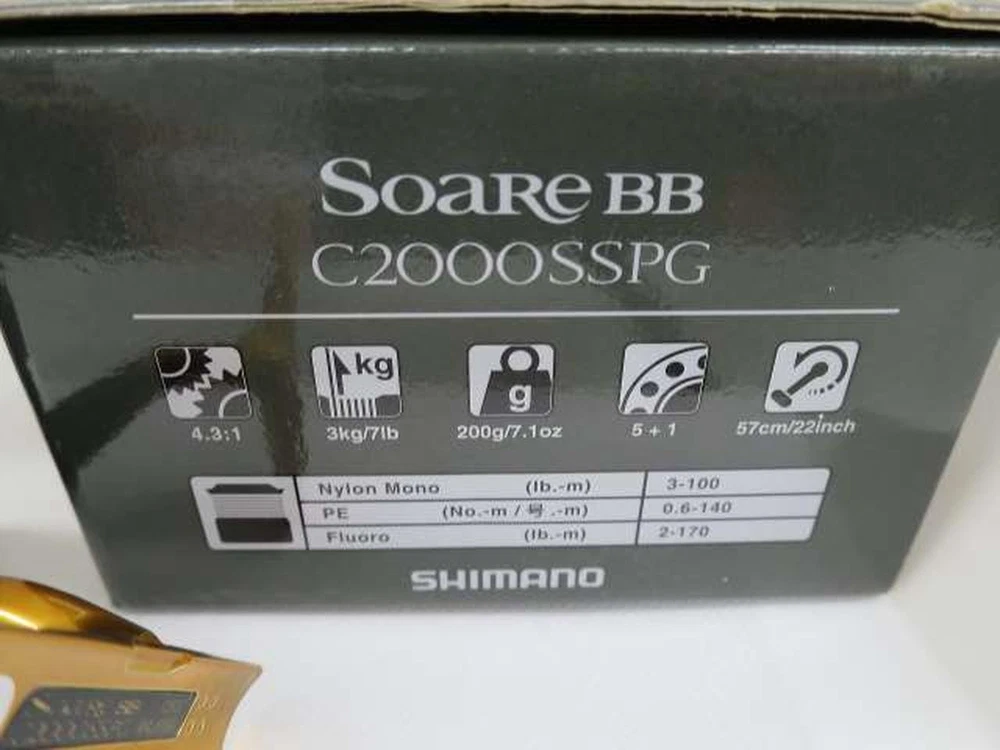 Soare BB
C2000SSPG
kg
g
4.3:1 3kg/7lb 200g/7.1oz 5 + 1 57cm/22inch
Nylon Mono (lb.-m) 3-100
PE (No.-m / 号 .-m) 0.6-140
Fluoro (lb.-m) 2-170
SHIMANO